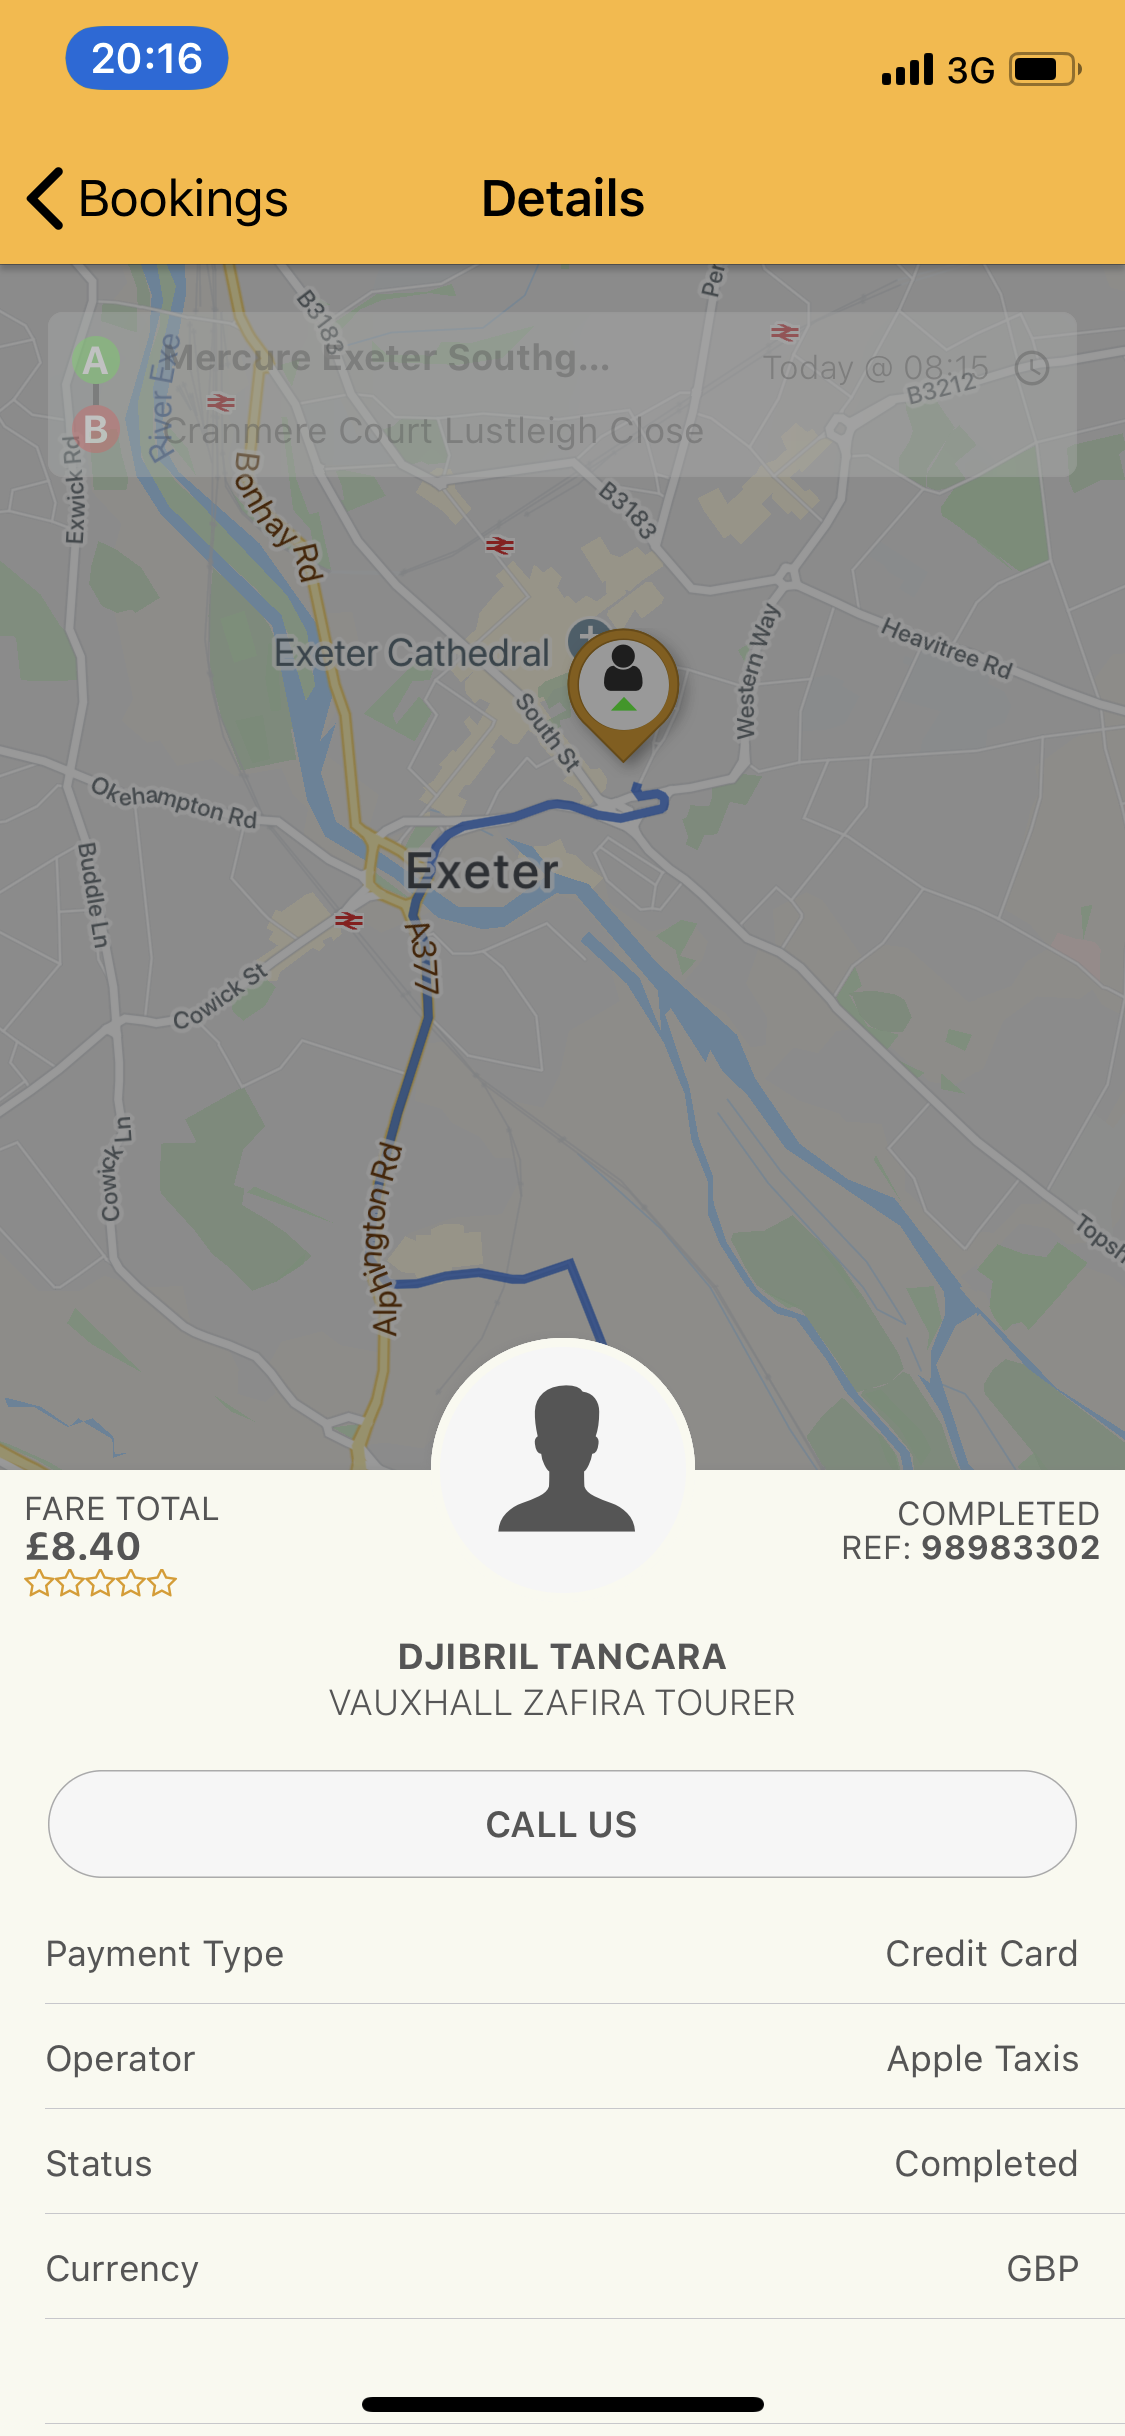 20:16
3G
Bookings
Details
Per
B3183
A
Mercure Exeter Southg...
Today @ 08:15
B3212
B
Cranmere Court Lustleigh Close
River Exe
Exwick Rd
Bonhay Rd
B3183
Exeter Cathedral
Heavitree Rd
Western Way
South St
Okehampton Rd
Buddle Ln
Exeter
A377
Cowick St
Cowick Ln
Alphington Rd
Topsh
FARE TOTAL
£8.40
COMPLETED
REF: 98983302
DJIBRIL TANCARA
VAUXHALL ZAFIRA TOURER
CALL US
Payment Type
Credit Card
Operator
Apple Taxis
Status
Completed
Currency
GBP